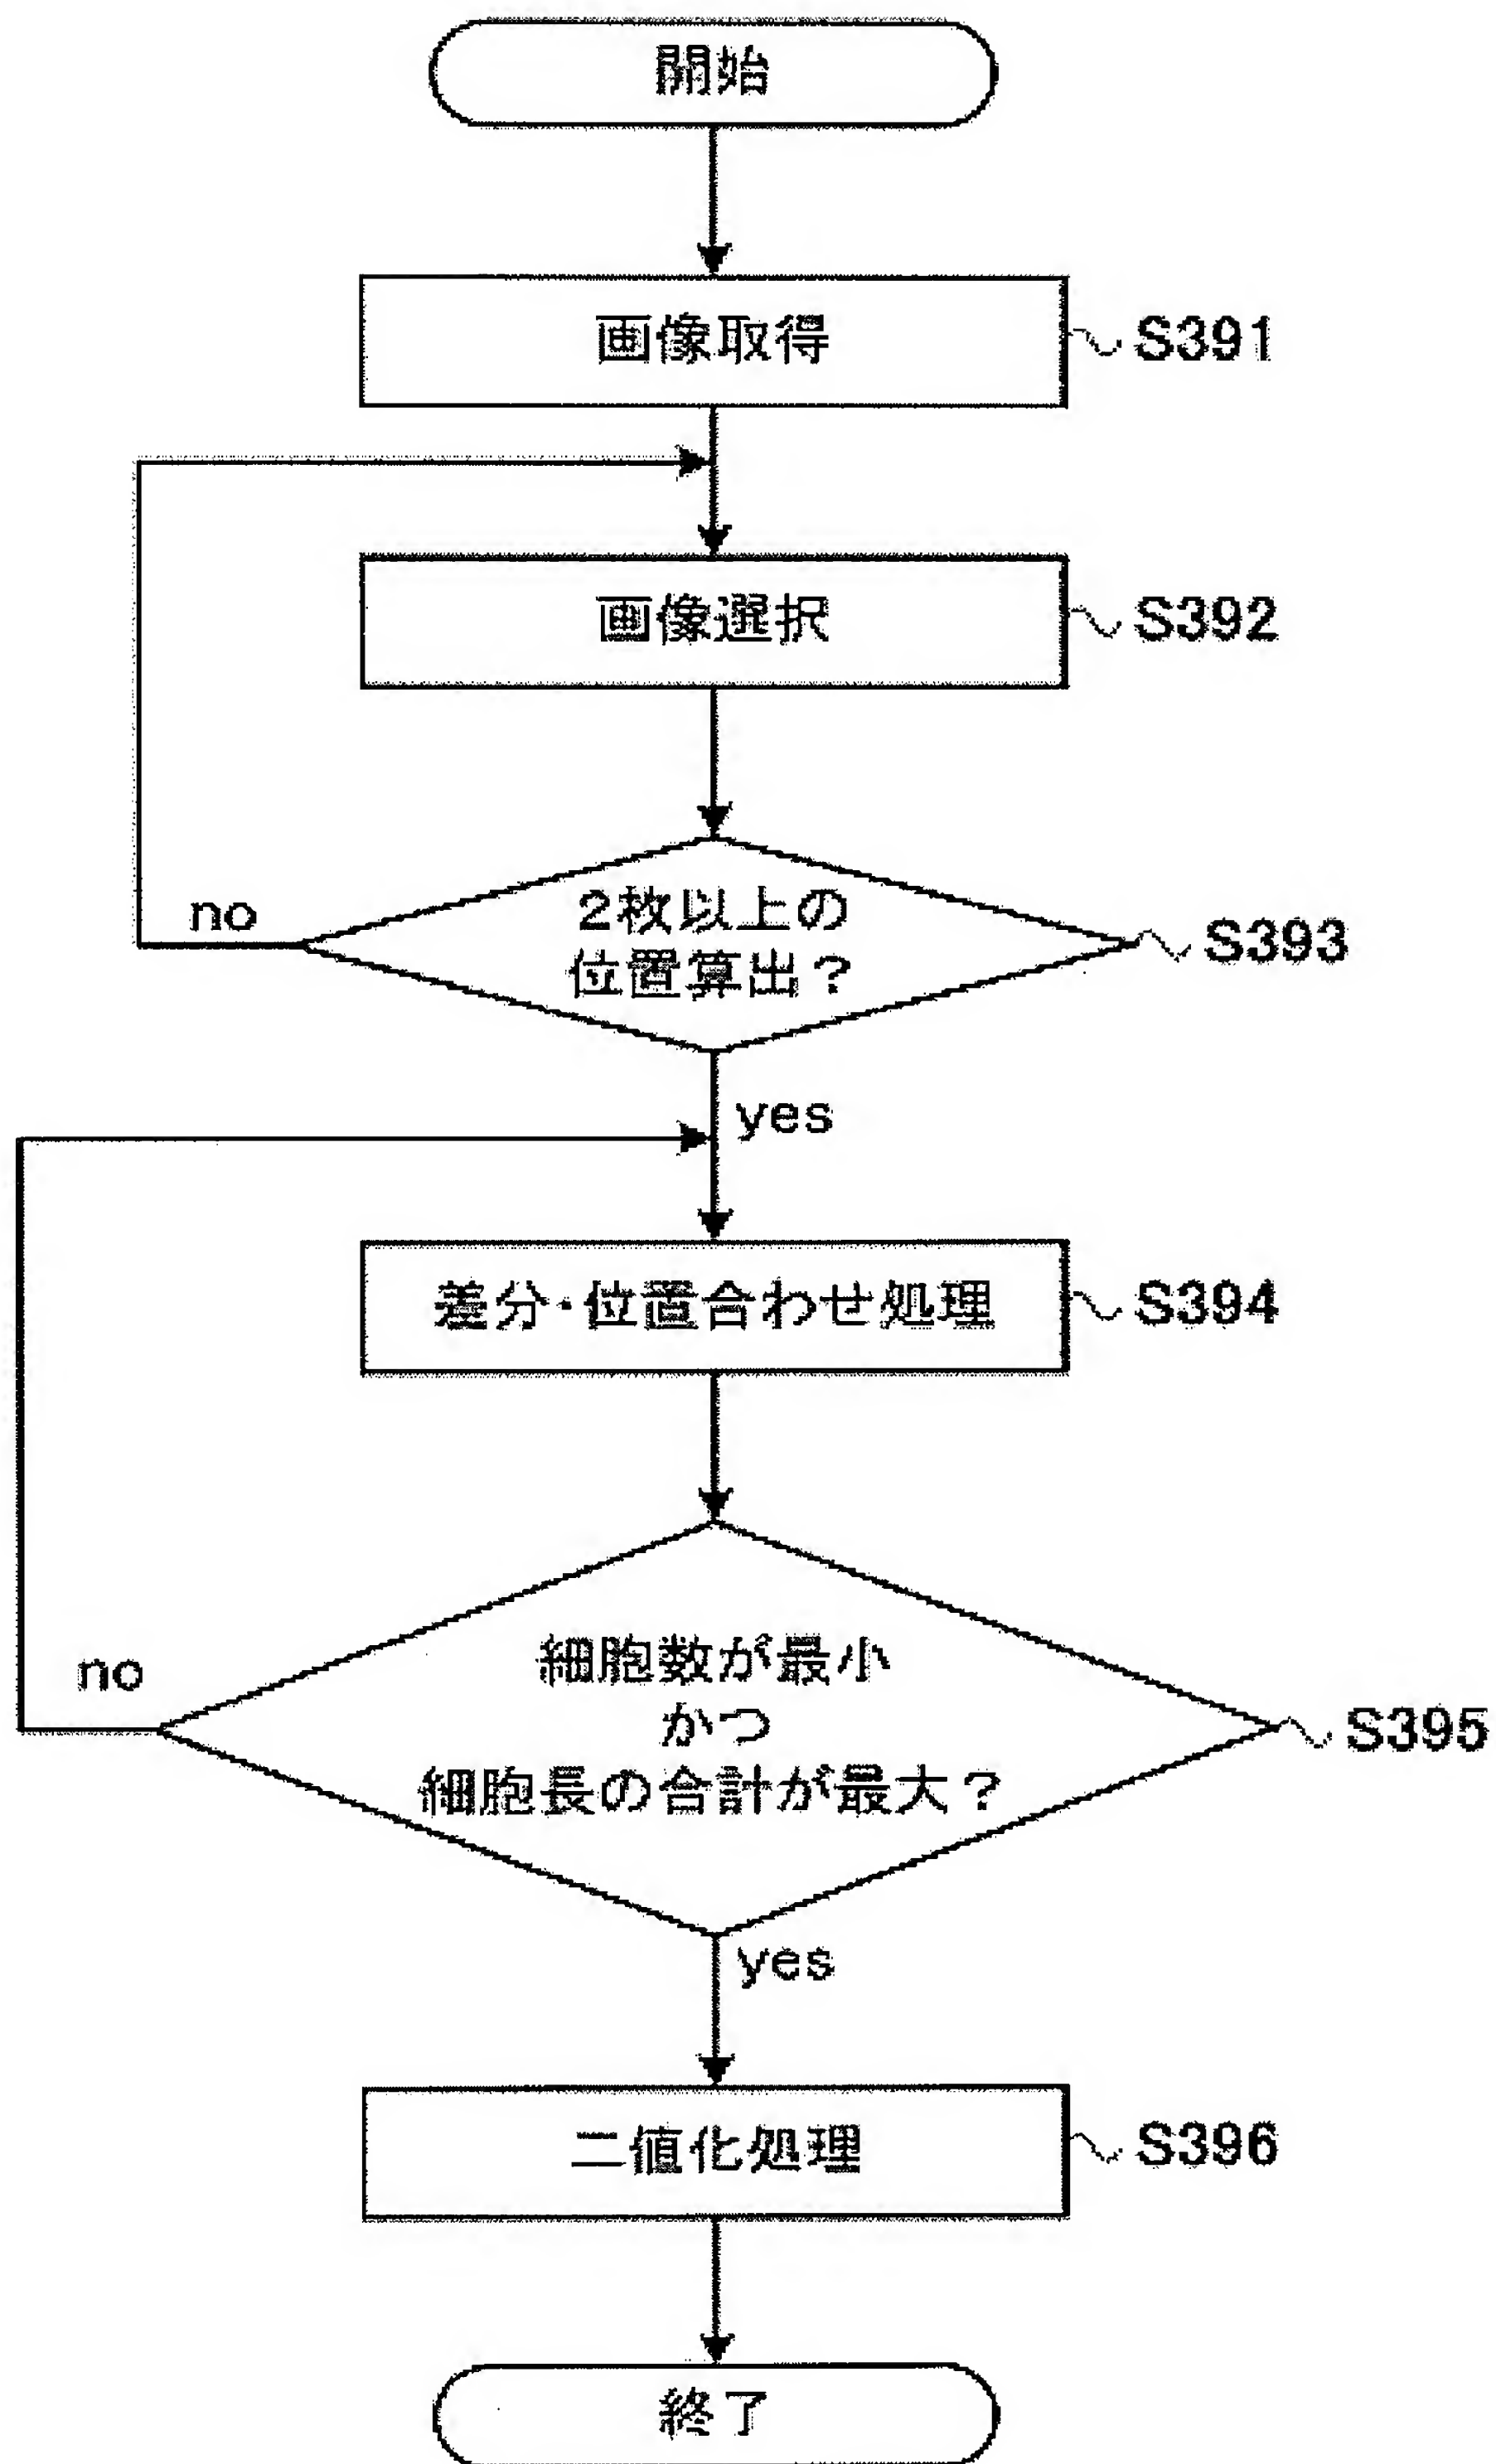 開始
画像取得
S391
画像選択
S392
no
2枚以上の
位置算出？
S393
yes
差分・位置合わせ処理
S394
no
細胞数が最小
かつ
細胞長の合計が最大？
S395
yes
二値化処理
S396
終了